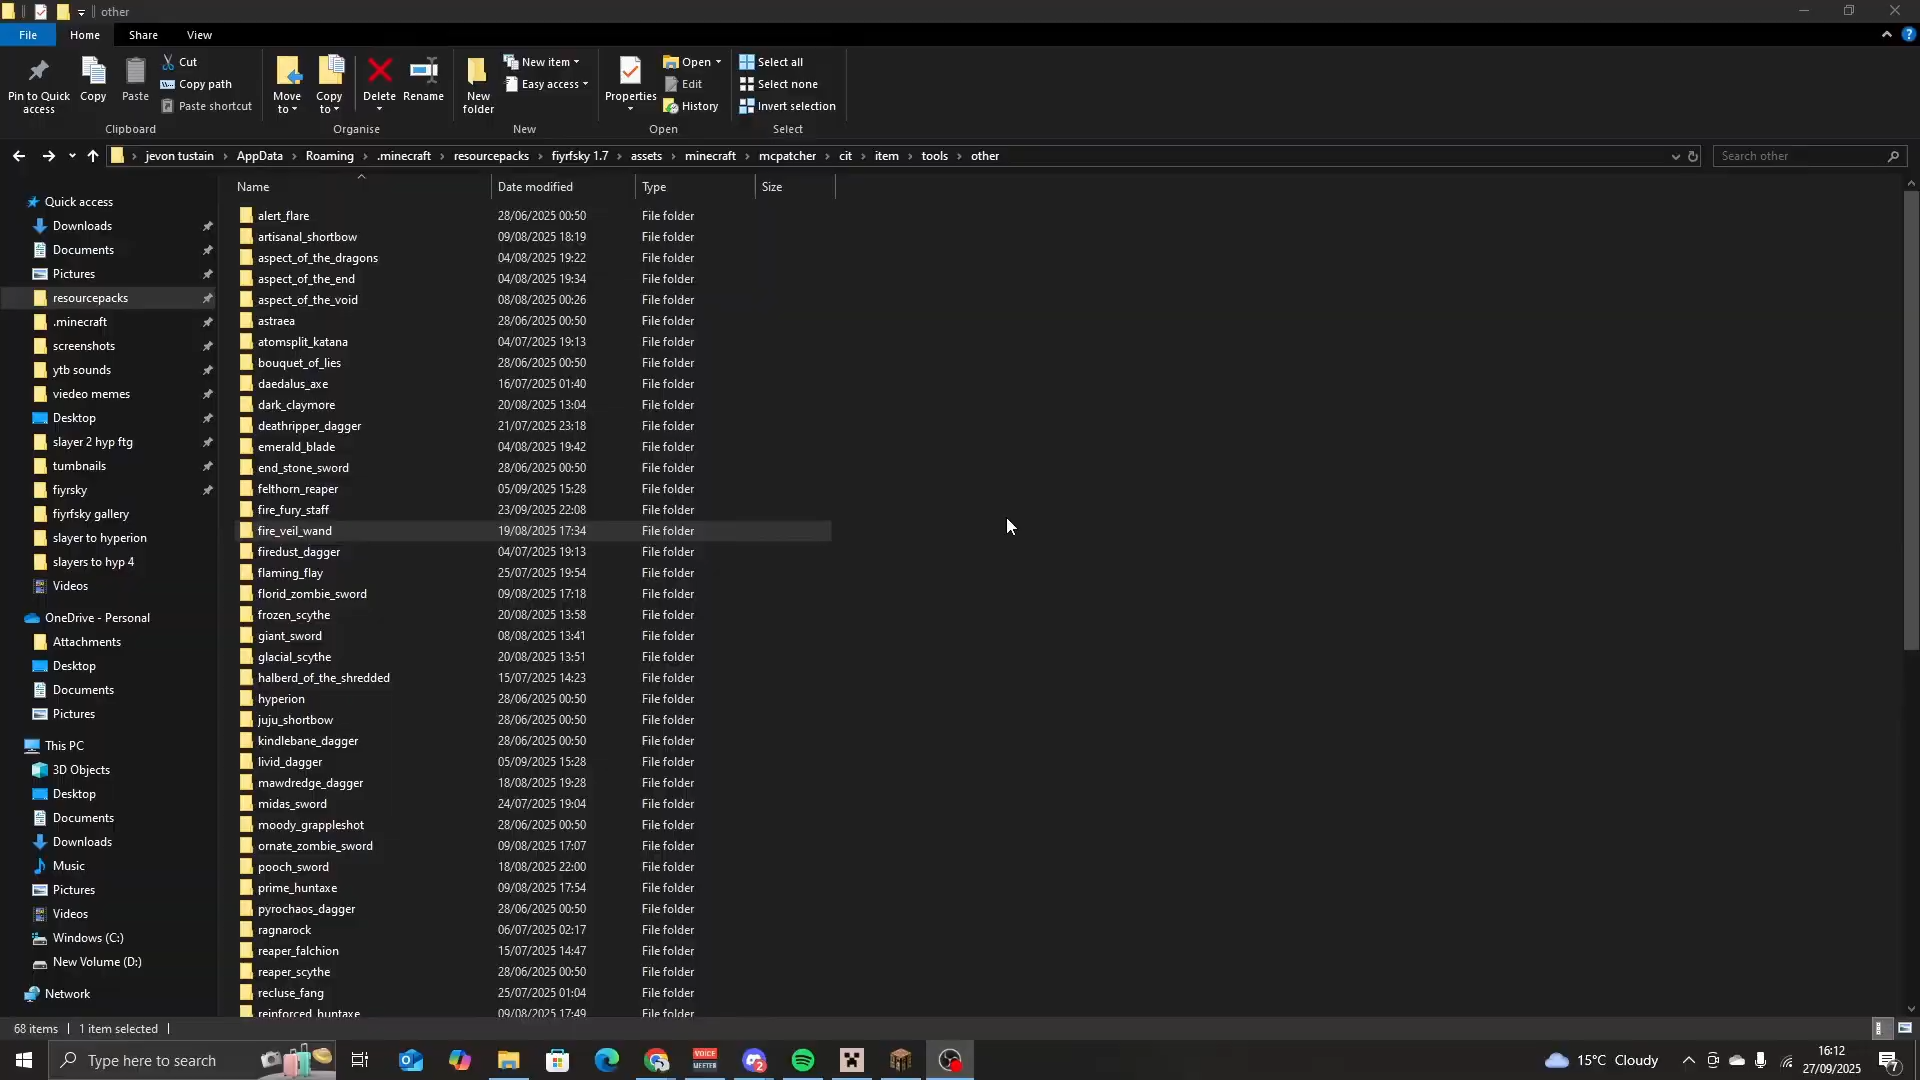 other
File
Home
Share
View
Pin to Quick access
Copy
Paste
Cut
Copy path
Paste shortcut
Clipboard
Move to
Copy to
Delete
Rename
Organise
New folder
New item
Easy access
New
Properties
Open
Edit
History
Open
Select all
Select none
Invert selection
Select
jevon tustain > AppData > Roaming > .minecraft > resourcepacks > fiyrfsky 1.7 > assets > minecraft > mcpatcher > cit > item > tools > other
Search other
Name Date modified Type Size
Quick access
Downloads
Documents
Pictures
resourcepacks
.minecraft
screenshots
ytb sounds
viedeo memes
Desktop
slayer 2 hyp ftg
tumbnails
fiyrsky
fiyrfsky gallery
slayer to hyperion
slayers to hyp 4
Videos
OneDrive - Personal
Attachments
Desktop
Documents
Pictures
This PC
3D Objects
Desktop
Documents
Downloads
Music
Pictures
Videos
Windows (C:)
New Volume (D:)
Network
alert_flare 28/06/2025 00:50 File folder
artisanal_shortbow 09/08/2025 18:19 File folder
aspect_of_the_dragons 04/08/2025 19:22 File folder
aspect_of_the_end 04/08/2025 19:34 File folder
aspect_of_the_void 08/08/2025 00:26 File folder
astraea 28/06/2025 00:50 File folder
atomsplit_katana 04/07/2025 19:13 File folder
bouquet_of_lies 28/06/2025 00:50 File folder
daedalus_axe 16/07/2025 01:40 File folder
dark_claymore 20/08/2025 13:04 File folder
deathripper_dagger 21/07/2025 23:18 File folder
emerald_blade 04/08/2025 19:42 File folder
end_stone_sword 28/06/2025 00:50 File folder
felthorn_reaper 05/09/2025 15:28 File folder
fire_fury_staff 23/09/2025 22:08 File folder
fire_veil_wand 19/08/2025 17:34 File folder
firedust_dagger 04/07/2025 19:13 File folder
flaming_flay 25/07/2025 19:54 File folder
florid_zombie_sword 09/08/2025 17:18 File folder
frozen_scythe 20/08/2025 13:58 File folder
giant_sword 08/08/2025 13:41 File folder
glacial_scythe 20/08/2025 13:51 File folder
halberd_of_the_shredded 15/07/2025 14:23 File folder
hyperion 28/06/2025 00:50 File folder
juju_shortbow 28/06/2025 00:50 File folder
kindlebane_dagger 28/06/2025 00:50 File folder
livid_dagger 05/09/2025 15:28 File folder
mawdredge_dagger 18/08/2025 19:28 File folder
midas_sword 24/07/2025 19:04 File folder
moody_grappleshot 28/06/2025 00:50 File folder
ornate_zombie_sword 09/08/2025 17:07 File folder
pooch_sword 18/08/2025 22:00 File folder
prime_huntaxe 09/08/2025 17:54 File folder
pyrochaos_dagger 28/06/2025 00:50 File folder
ragnarock 06/07/2025 02:17 File folder
reaper_falchion 15/07/2025 14:47 File folder
reaper_scythe 28/06/2025 00:50 File folder
recluse_fang 25/07/2025 01:04 File folder
reinforced_huntaxe 09/08/2025 17:49 File folder
68 items
1 item selected
Type here to search
VOICE MEETER
2
15°C Cloudy
16:12
27/09/2025
7